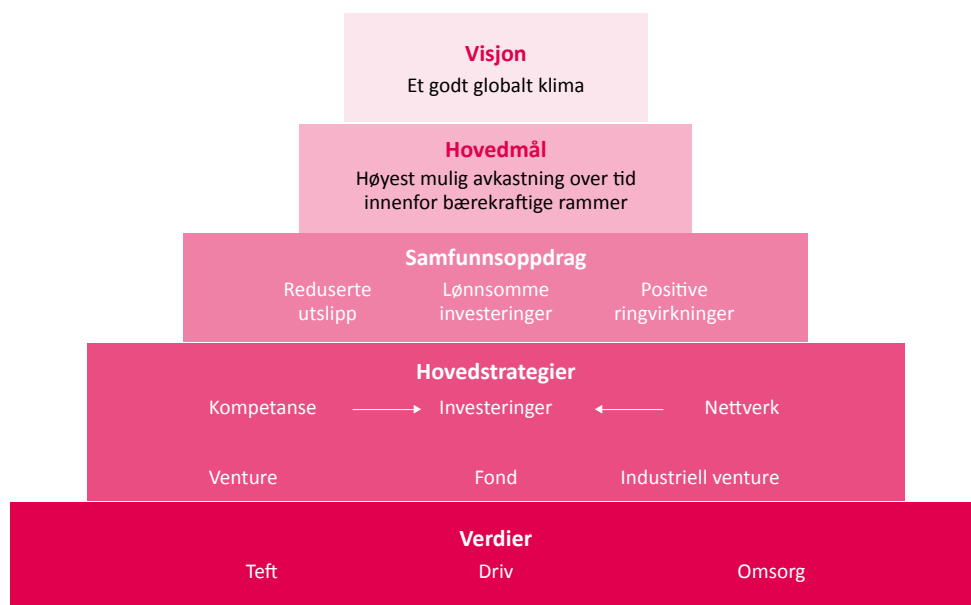 Visjon
Et godt globalt klima
Hovedmål
Høyest mulig avkastning over tid
innenfor bærekraftige rammer
Samfunnsoppdrag
Reduserte
utslipp
Lønnsomme
investeringer
Positive
ringvirkninger
Hovedstrategier
Kompetanse
Investeringer
Nettverk
Venture
Fond
Industriell venture
Verdier
Teft
Driv
Omsorg